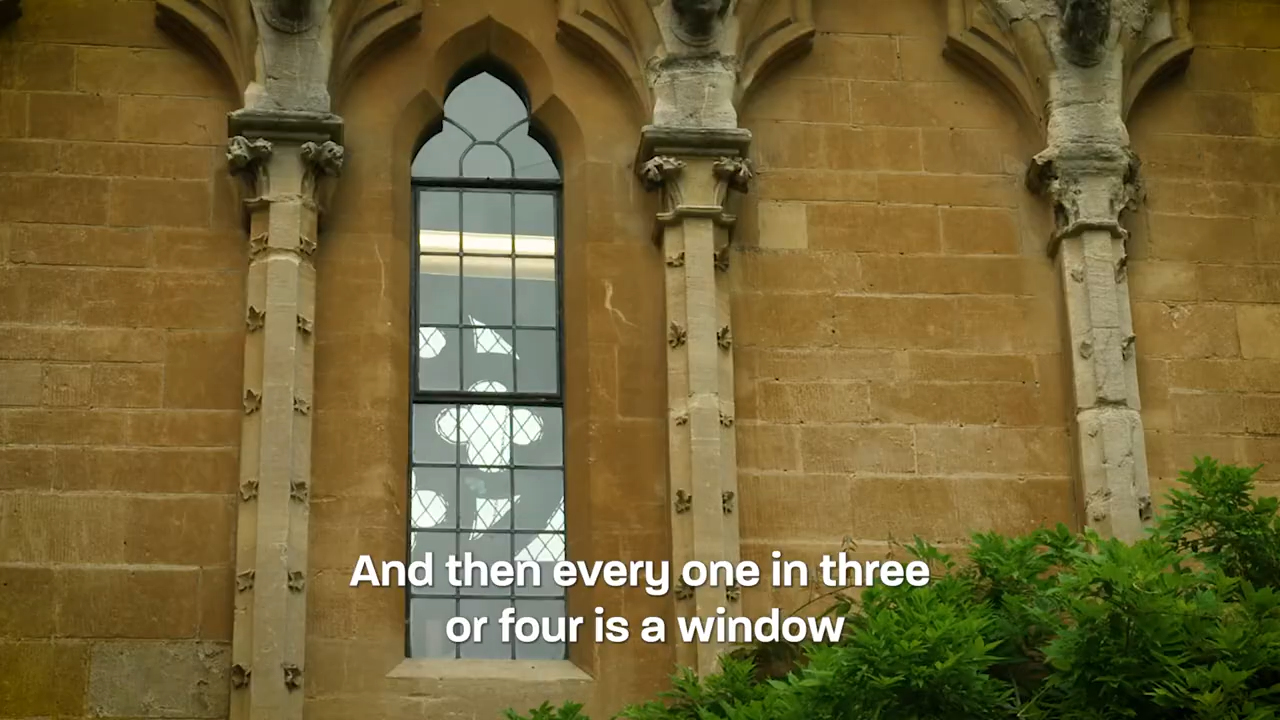 And then every one in three
or four is a window